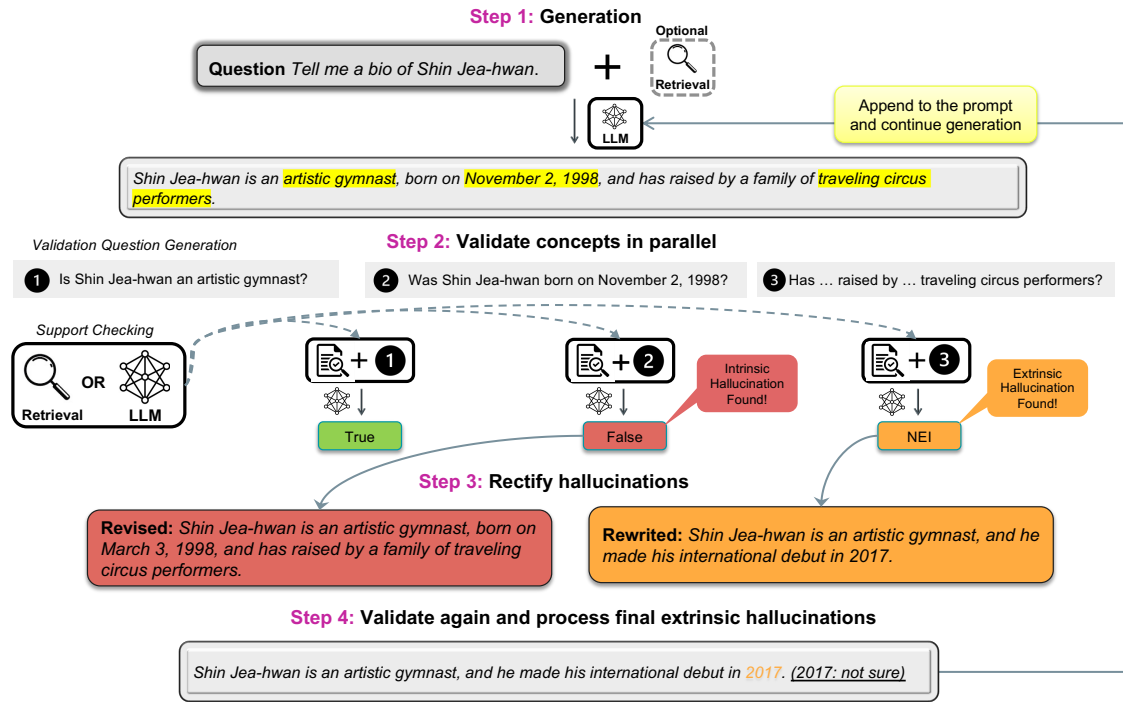 Step 1: Generation
Optional
Question Tell me a bio of Shin Jea-hwan.
+
Retrieval
Append to the prompt
and continue generation
LLM
Shin Jea-hwan is an artistic gymnast, born on November 2, 1998, and has raised by a family of traveling circus
performers.
Step 2: Validate concepts in parallel
Validation Question Generation
1 Is Shin Jea-hwan an artistic gymnast?
2 Was Shin Jea-hwan born on November 2, 1998?
3 Has … raised by … traveling circus performers?
Support Checking
Retrieval
OR
LLM
+ 1
+ 2
+ 3
Intrinsic
Hallucination
Found!
Extrinsic
Hallucination
Found!
True
False
NEI
Step 3: Rectify hallucinations
Revised: Shin Jea-hwan is an artistic gymnast, born on
March 3, 1998, and has raised by a family of traveling
circus performers.
Rewrited: Shin Jea-hwan is an artistic gymnast, and he
made his international debut in 2017.
Step 4: Validate again and process final extrinsic hallucinations
Shin Jea-hwan is an artistic gymnast, and he made his international debut in 2017. (2017: not sure)